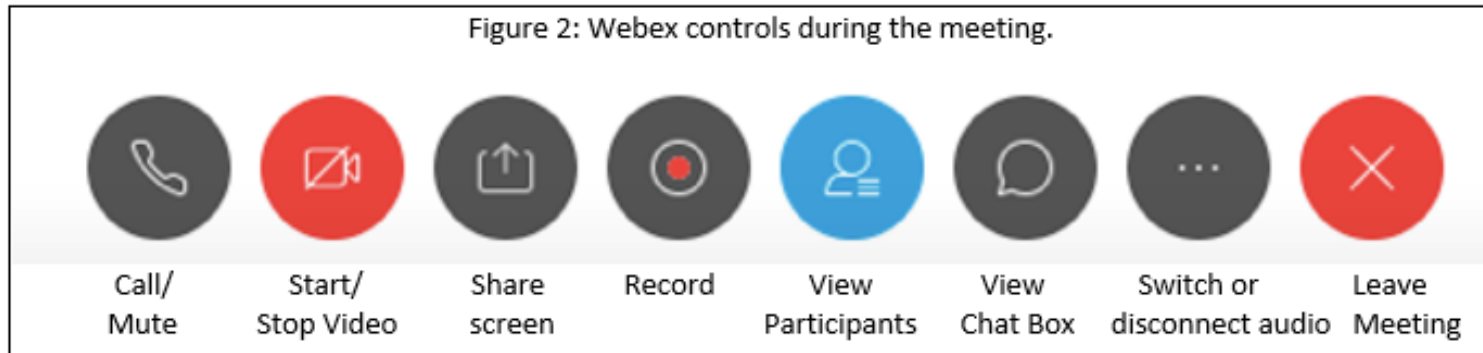 Figure 2: Webex controls during the meeting.
Call/
Mute
Start/
Stop Video
Share
screen
Record
View
Participants
View
Chat Box
Switch or
disconnect audio
Leave
Meeting